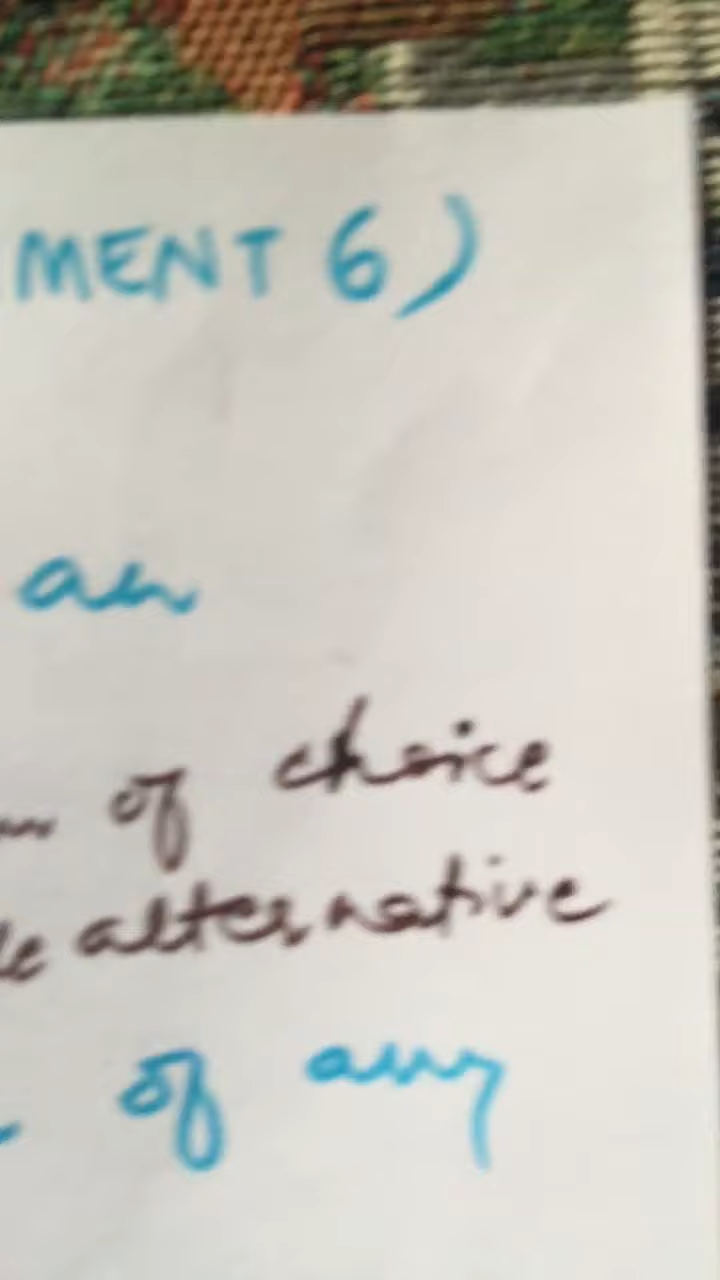 MENT 6)
an
of choice
alternative
of any